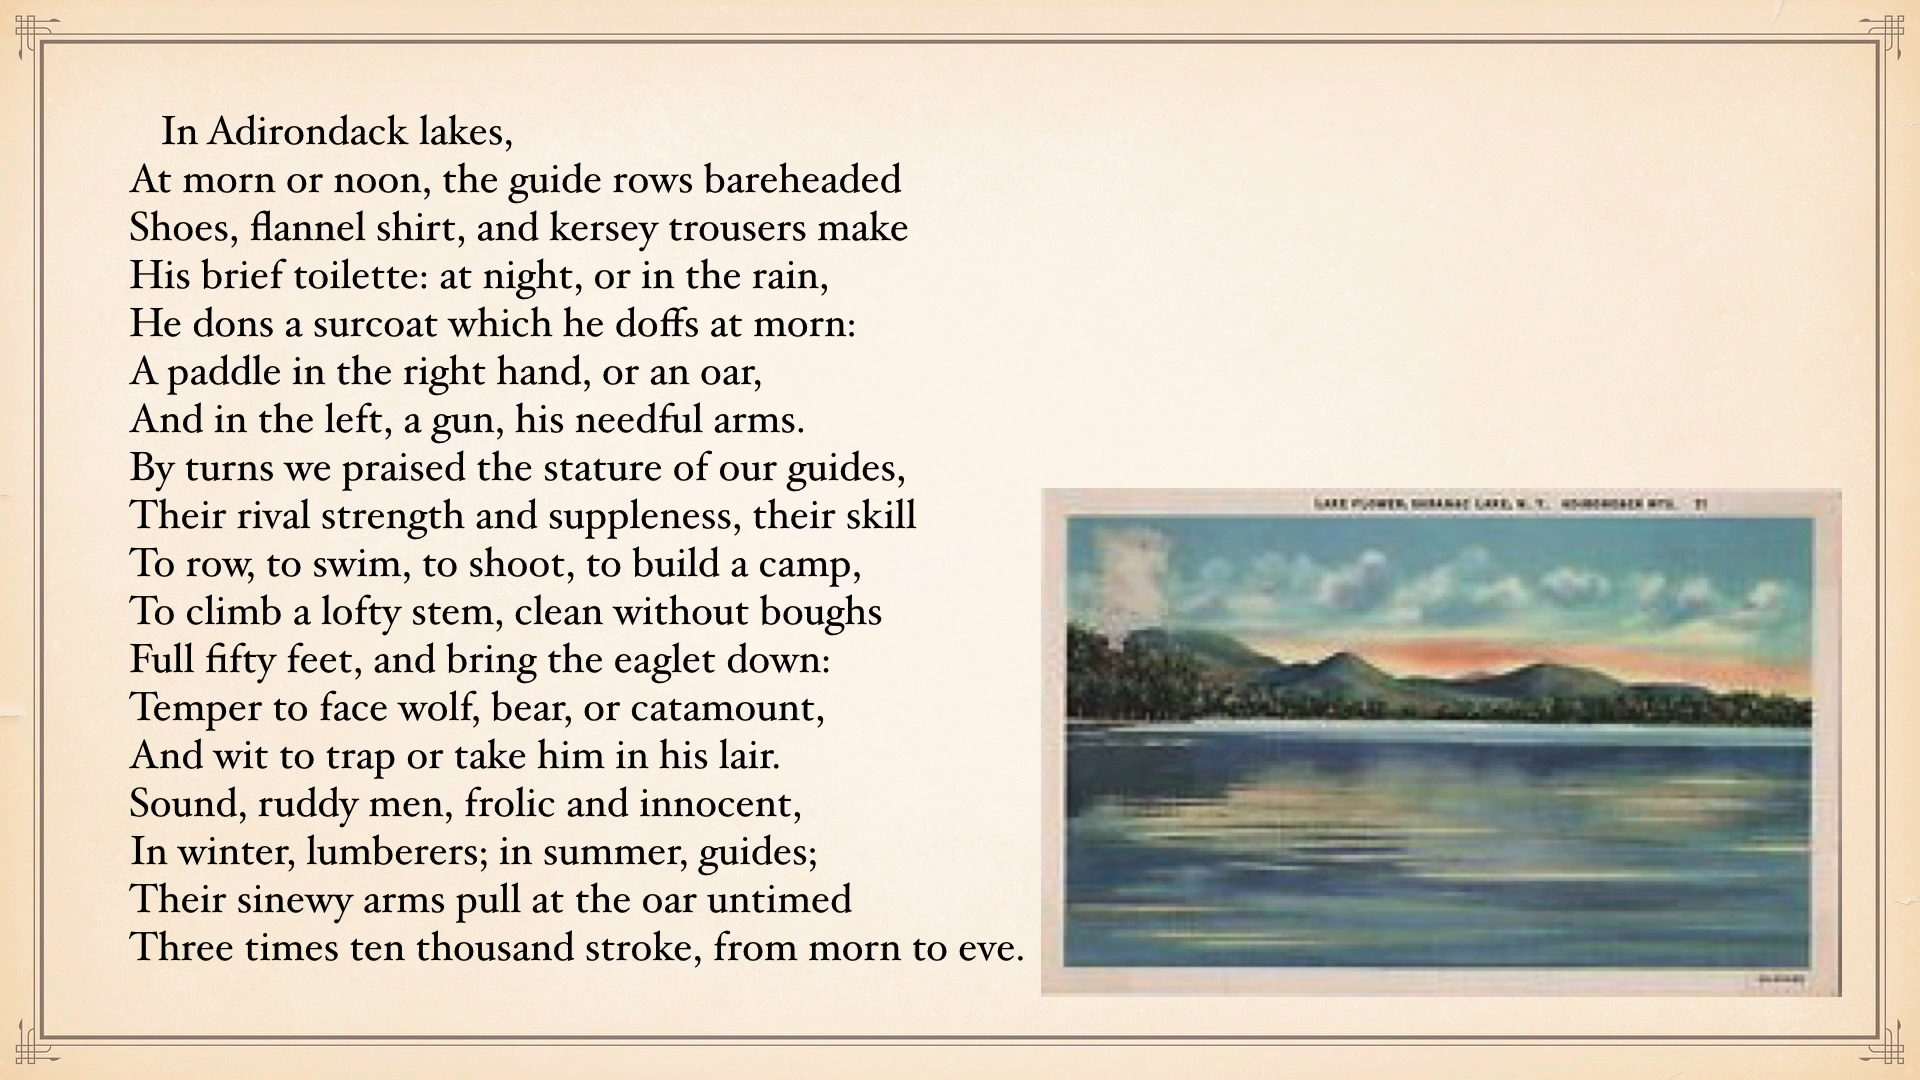 In Adirondack lakes,
At morn or noon, the guide rows bareheaded
Shoes, flannel shirt, and kersey trousers make
His brief toilette: at night, or in the rain,
He dons a surcoat which he doffs at morn:
A paddle in the right hand, or an oar,
And in the left, a gun, his needful arms.
By turns we praised the stature of our guides,
Their rival strength and suppleness, their skill
To row, to swim, to shoot, to build a camp,
To climb a lofty stem, clean without boughs
Full fifty feet, and bring the eaglet down:
Temper to face wolf, bear, or catamount,
And wit to trap or take him in his lair.
Sound, ruddy men, frolic and innocent,
In winter, lumberers; in summer, guides;
Their sinewy arms pull at the oar untimed
Three times ten thousand stroke, from morn to eve.
LAKE FLOWER, SARANAC LAKE, N. Y. ADIRONDACK MTS.